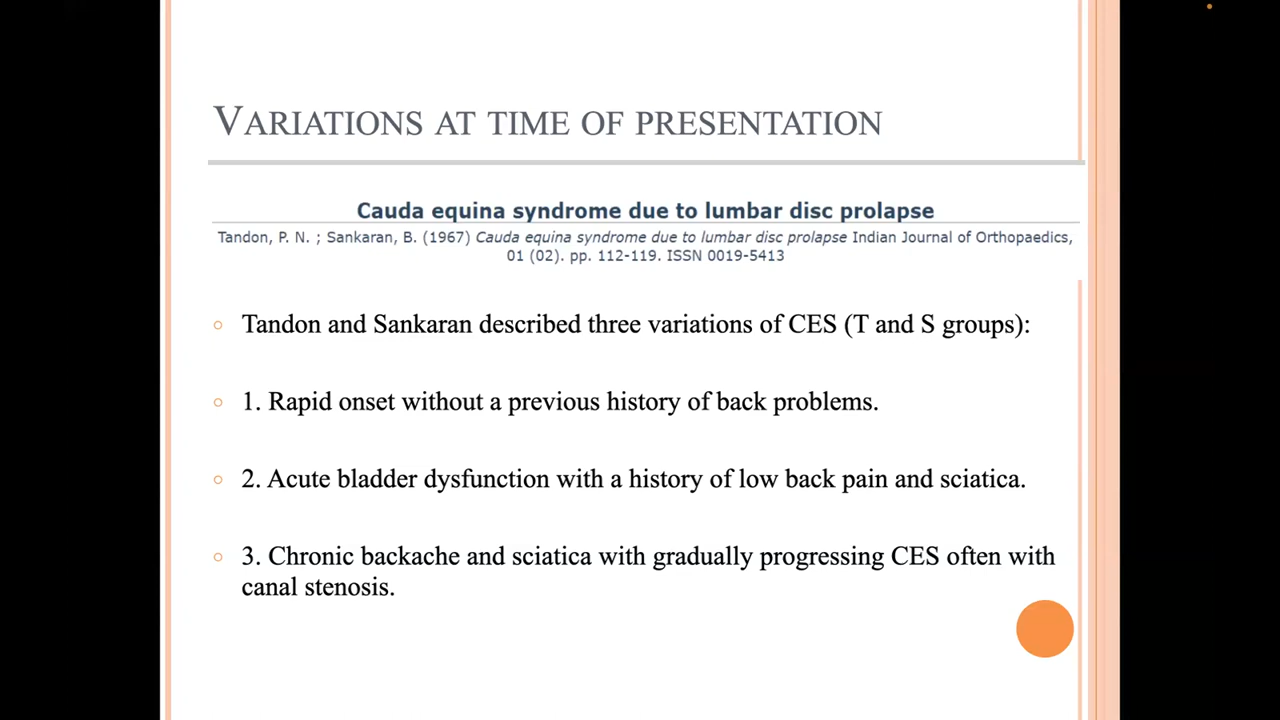 VARIATIONS AT TIME OF PRESENTATION
Cauda equina syndrome due to lumbar disc prolapse
Tandon, P. N. ; Sankaran, B. (1967) Cauda equina syndrome due to lumbar disc prolapse Indian Journal of Orthopaedics,
01 (02). pp. 112-119. ISSN 0019-5413
Tandon and Sankaran described three variations of CES (T and S groups):
1. Rapid onset without a previous history of back problems.
2. Acute bladder dysfunction with a history of low back pain and sciatica.
3. Chronic backache and sciatica with gradually progressing CES often with
canal stenosis.